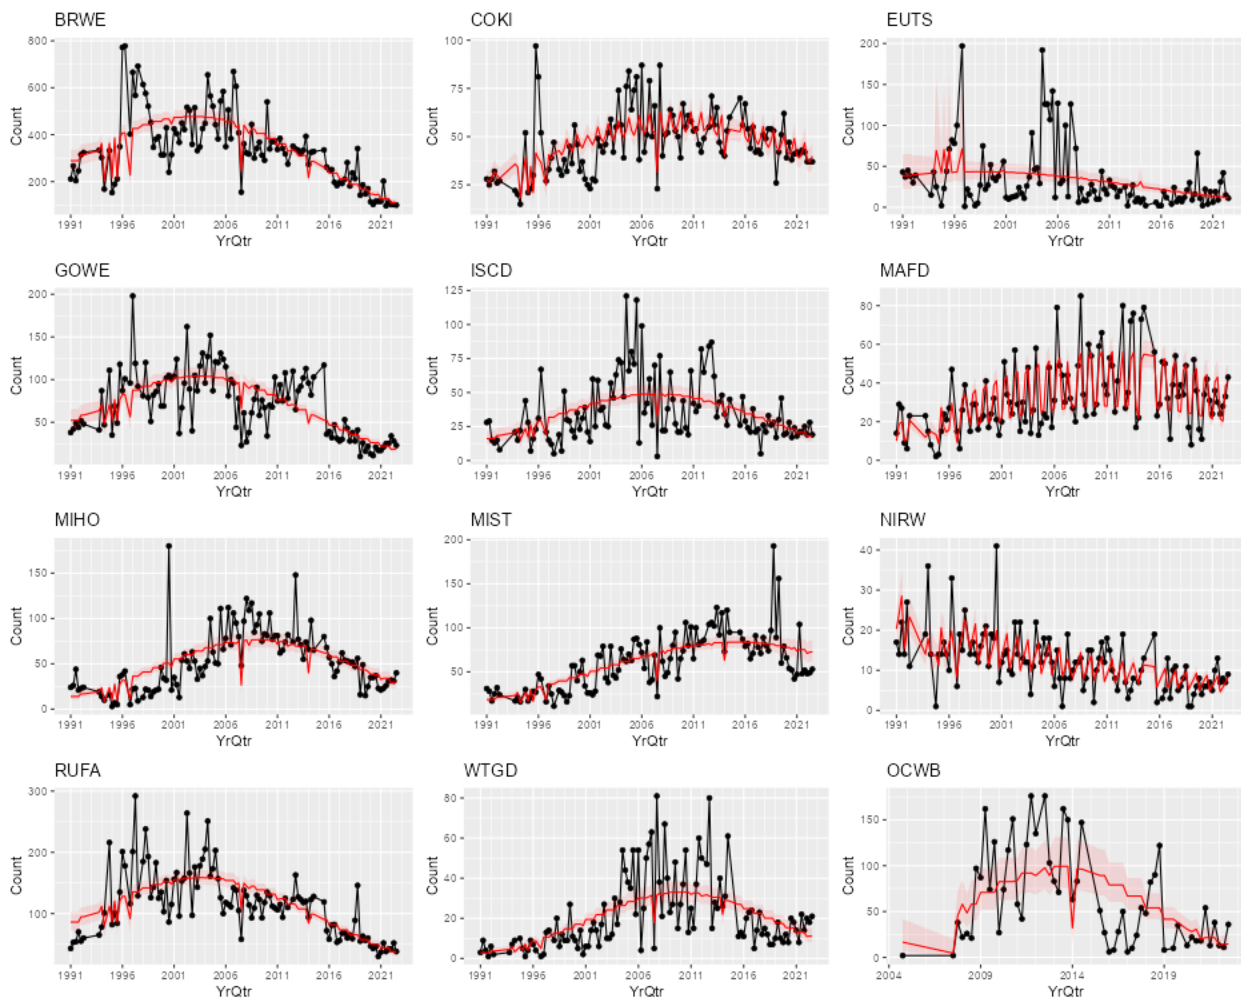 BRWE
COKI
EUTS
800
600
400
200
Count
1991 1996 2001 2006 2011 2016 2021
YrQtr
100
75
50
25
Count
1991 1996 2001 2006 2011 2016 2021
YrQtr
200
150
100
50
0
Count
1991 1996 2001 2006 2011 2016 2021
YrQtr
GOWE
ISCD
MAFD
200
150
100
50
Count
1991 1996 2001 2006 2011 2016 2021
YrQtr
125
100
75
50
25
0
Count
1991 1996 2001 2006 2011 2016 2021
YrQtr
80
60
40
20
0
Count
1991 1996 2001 2006 2011 2016 2021
YrQtr
MIHO
MIST
NIRW
150
100
50
0
Count
1991 1996 2001 2006 2011 2016 2021
YrQtr
200
150
100
50
Count
1991 1996 2001 2006 2011 2016 2021
YrQtr
40
30
20
10
0
Count
1991 1996 2001 2006 2011 2016 2021
YrQtr
RUFA
WTGD
OCWB
300
200
100
Count
1991 1996 2001 2006 2011 2016 2021
YrQtr
80
60
40
20
0
Count
1991 1996 2001 2006 2011 2016 2021
YrQtr
150
100
50
0
Count
2004 2009 2014 2019
YrQtr